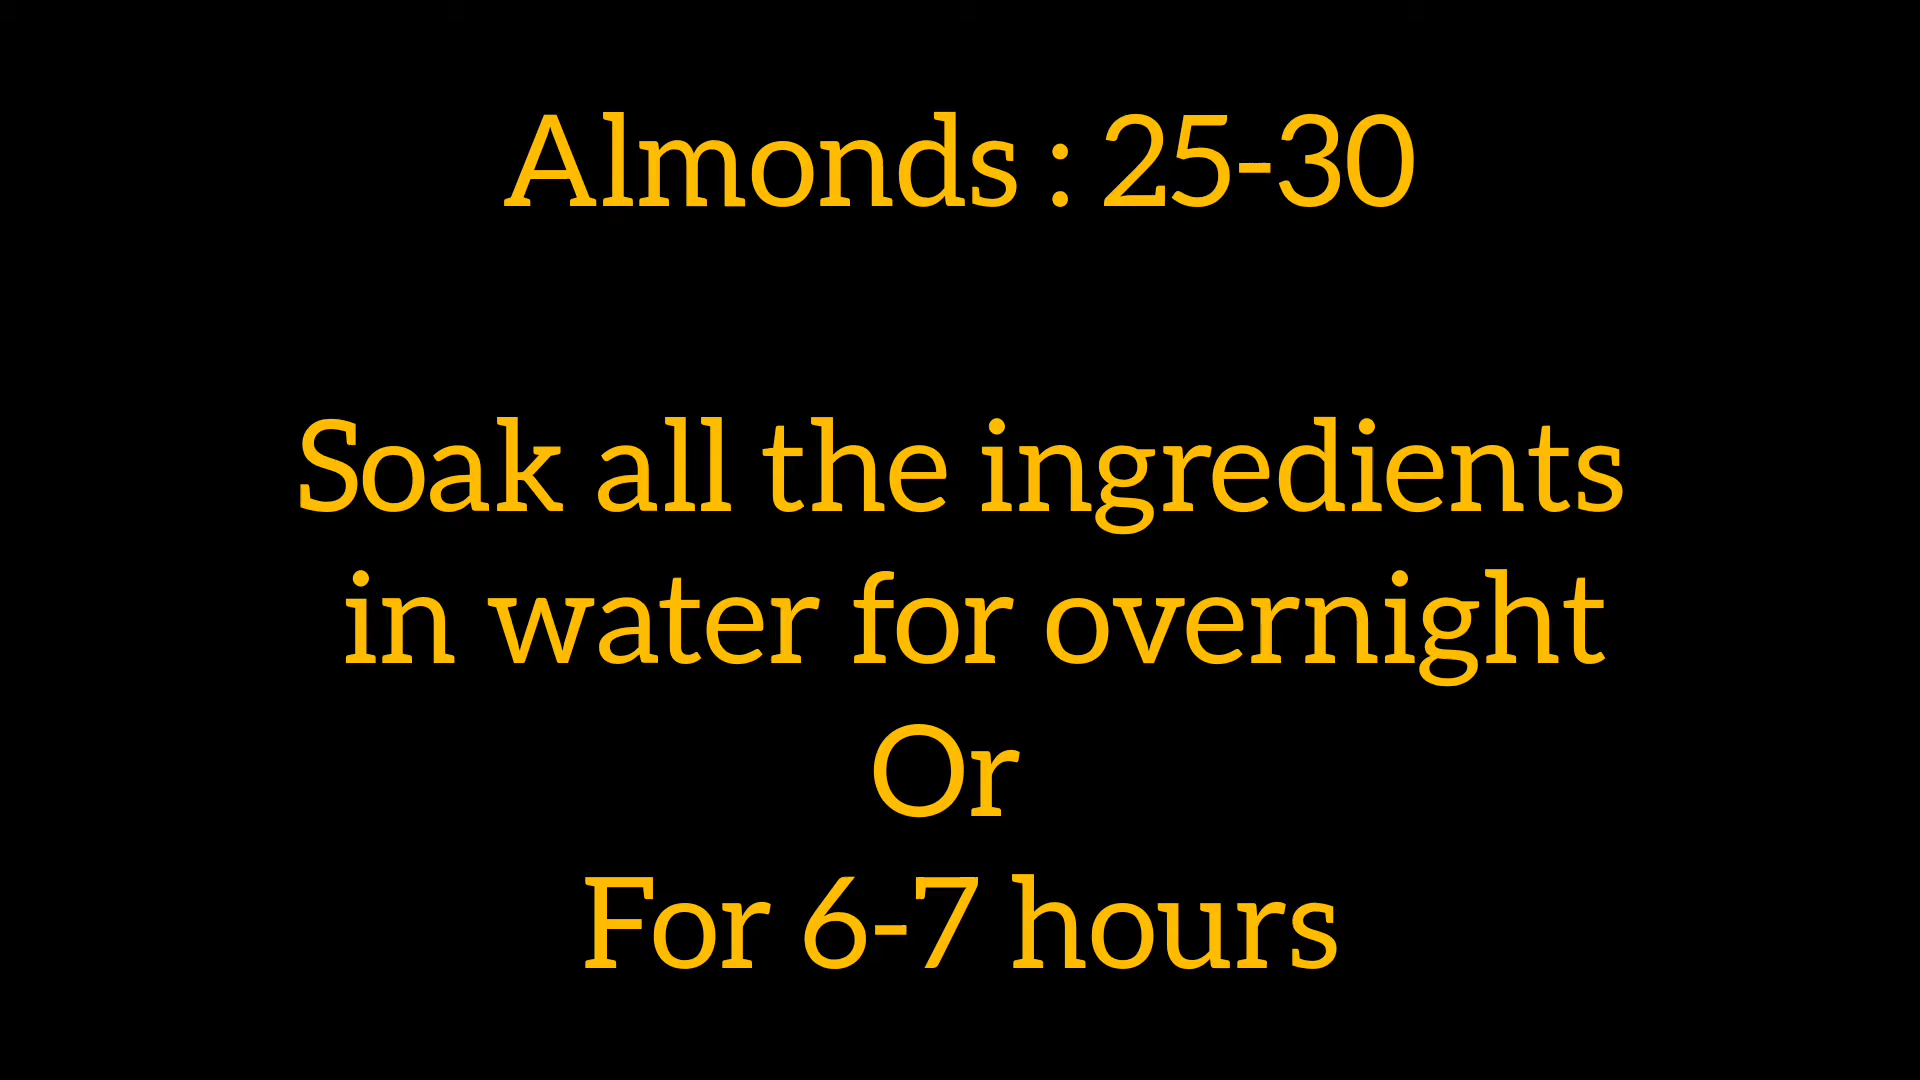 Almonds : 25-30
Soak all the ingredients
in water for overnight
Or
For 6-7 hours